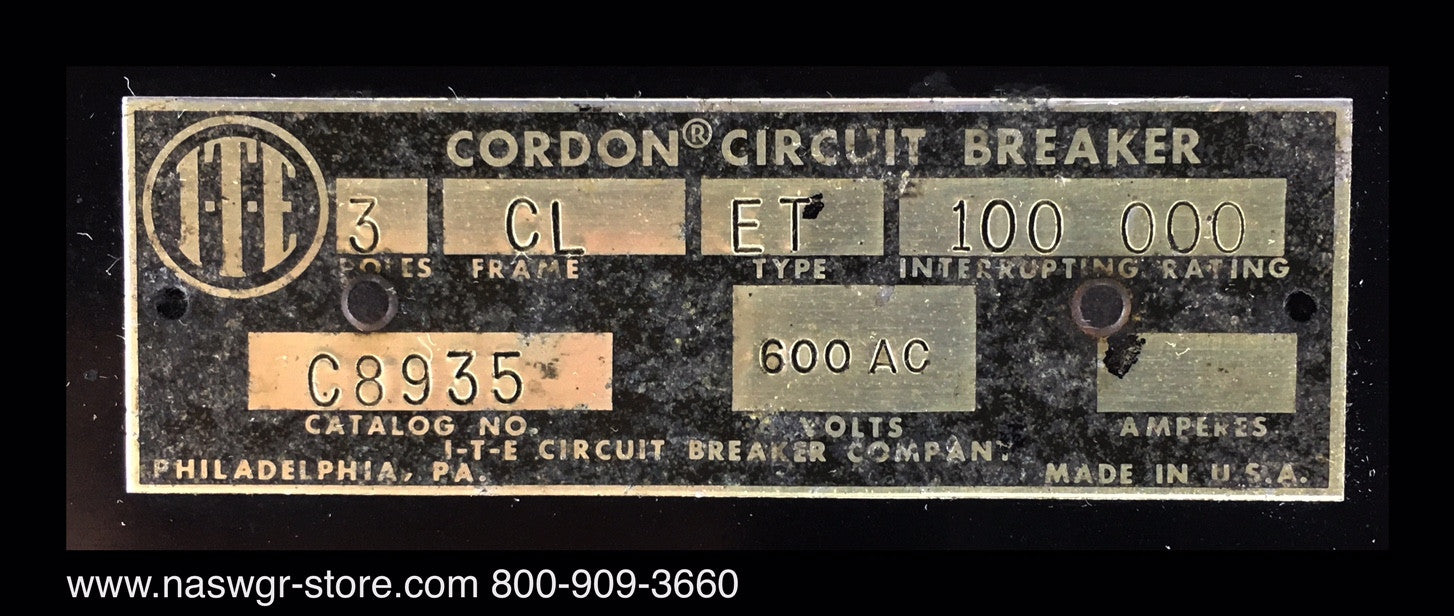 I-T-E
CORDON® CIRCUIT BREAKER
3 CL ET 100 000
POLES FRAME TYPE INTERRUPTING RATING
C8935 600 AC
CATALOG NO. VOLTS AMPERES
I-T-E CIRCUIT BREAKER COMPANY
PHILADELPHIA, PA. MADE IN U.S.A.
www.naswgr-store.com 800-909-3660